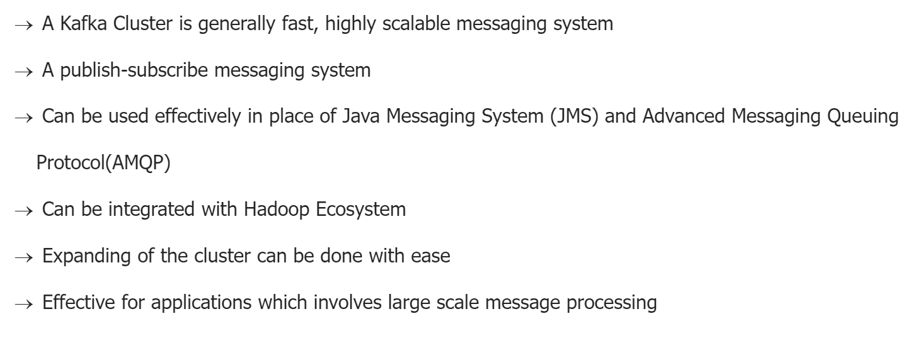 → A Kafka Cluster is generally fast, highly scalable messaging system
→ A publish-subscribe messaging system
→ Can be used effectively in place of Java Messaging System (JMS) and Advanced Messaging Queuing
Protocol(AMQP)
→ Can be integrated with Hadoop Ecosystem
→ Expanding of the cluster can be done with ease
→ Effective for applications which involves large scale message processing